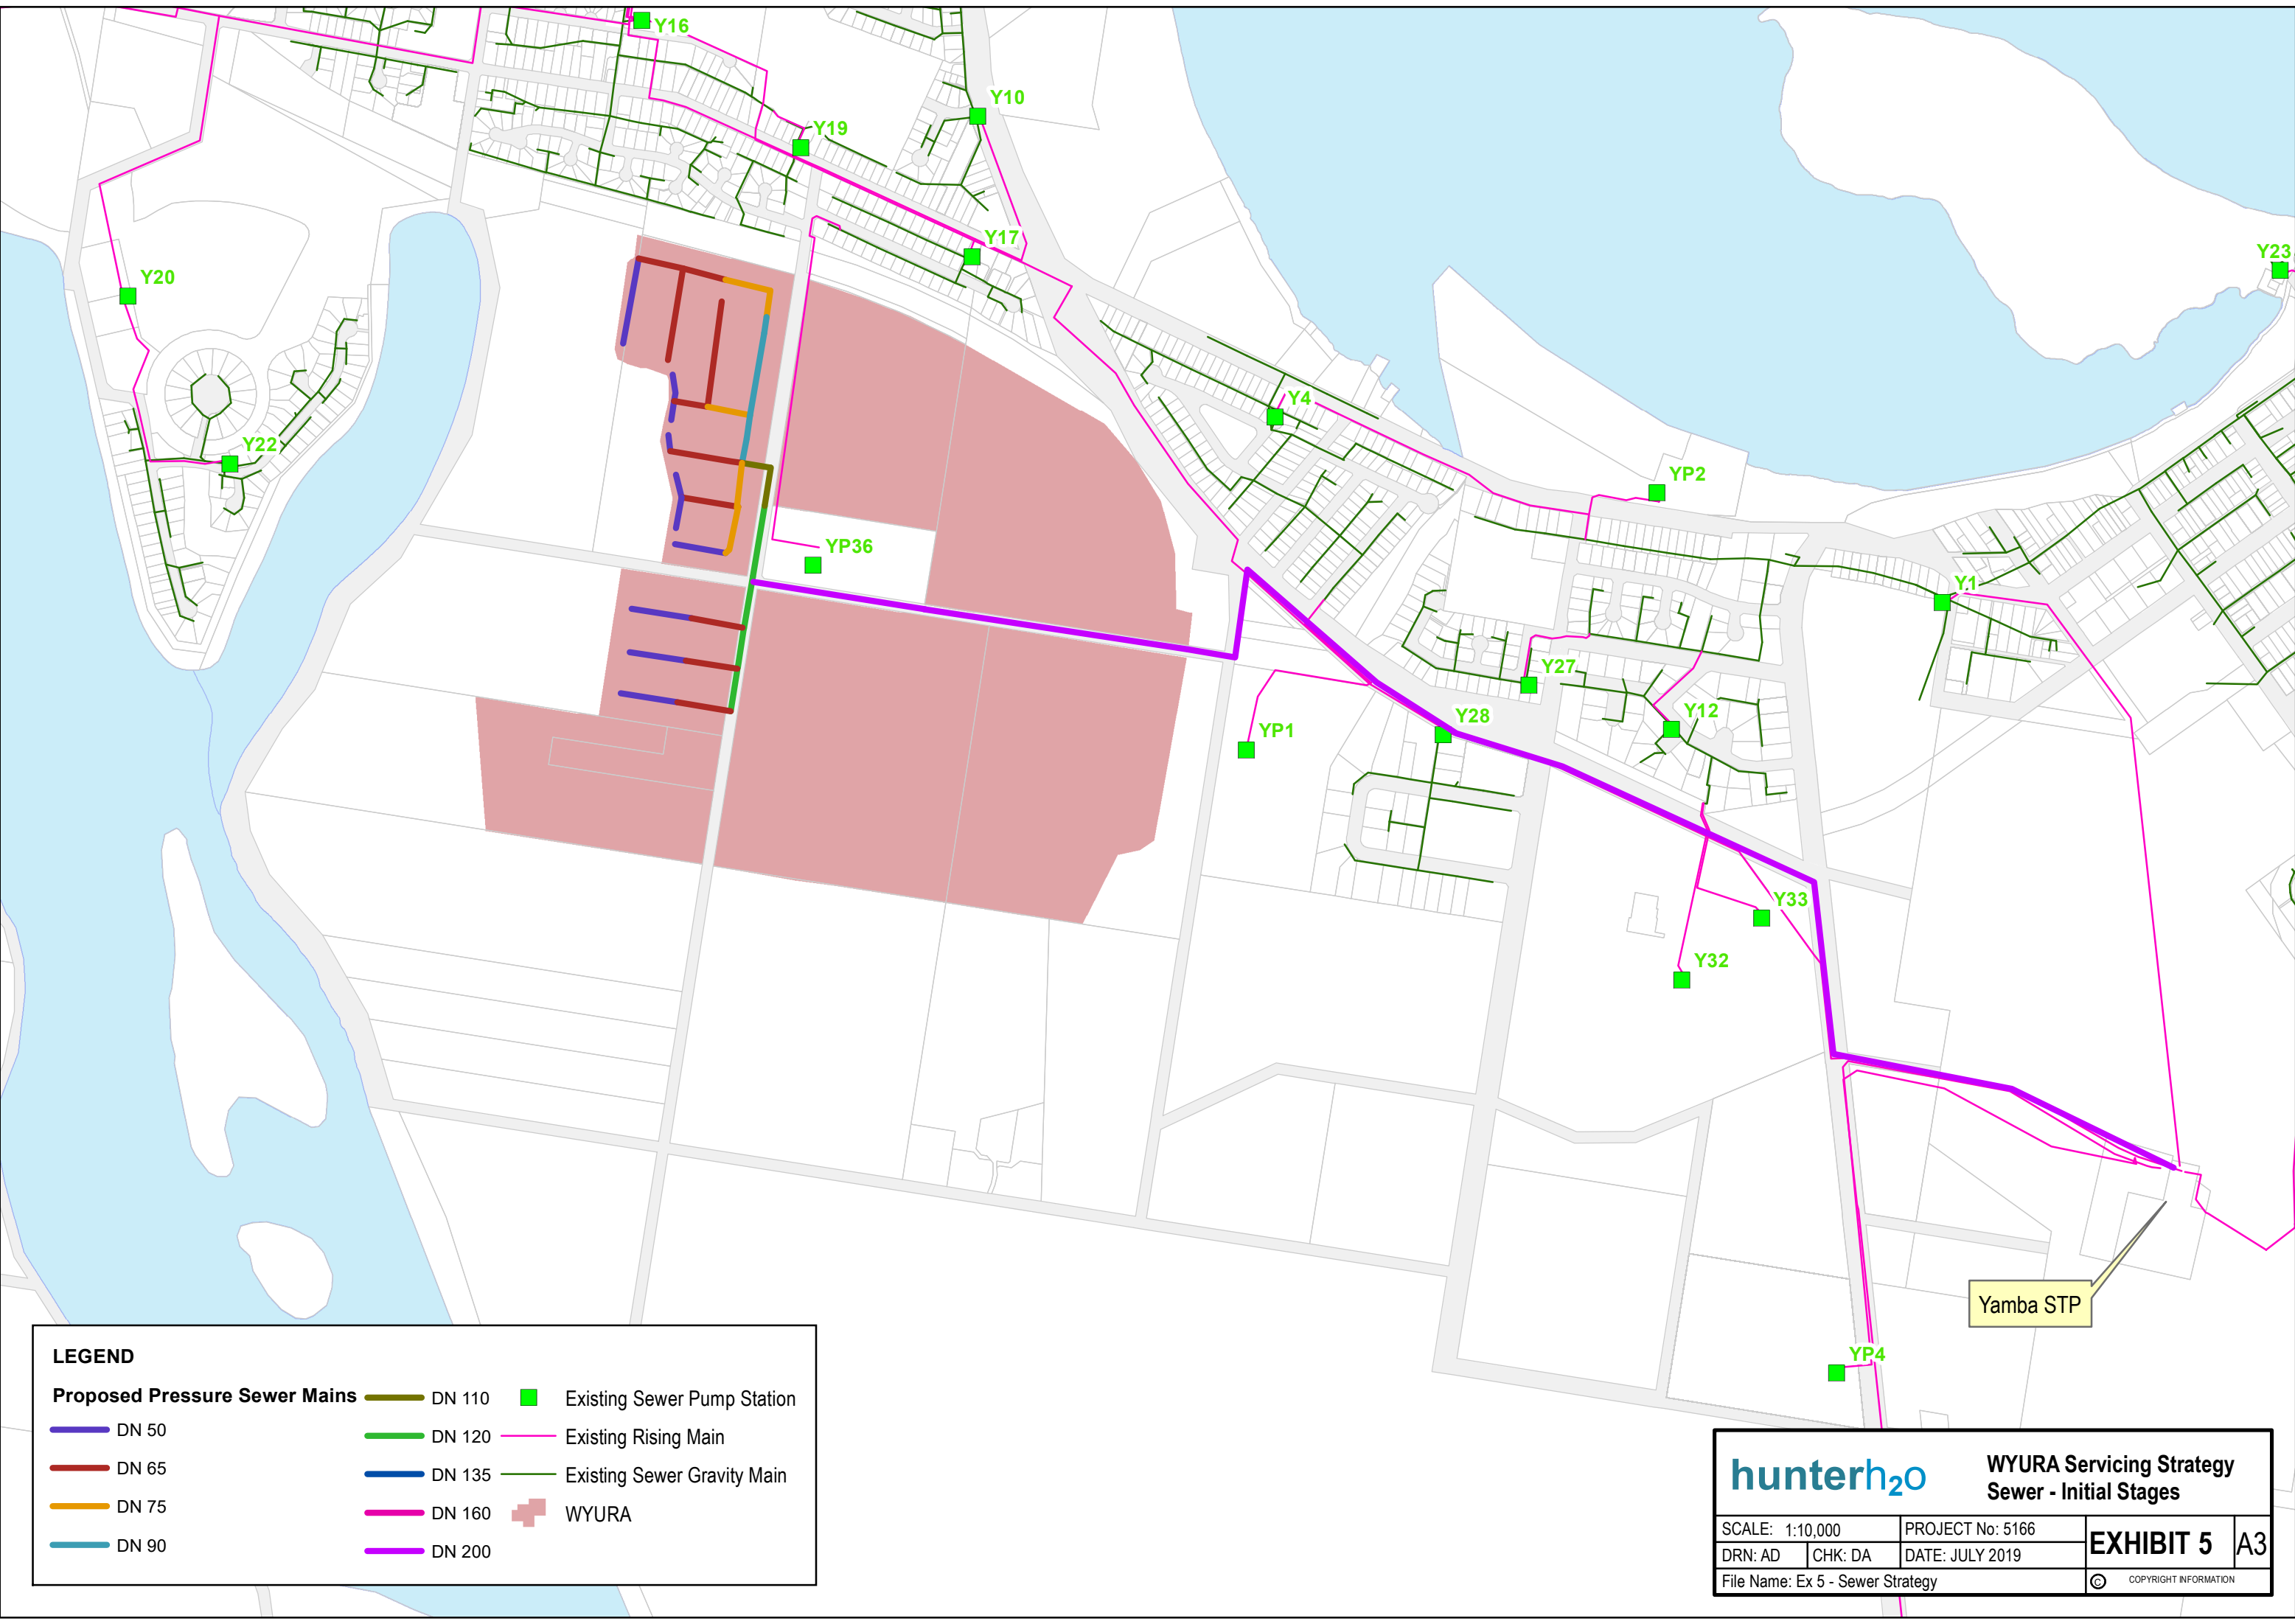 Y16
Y10
Y19
Y17
Y23
Y20
Y4
Y22
YP2
YP36
Y1
Y27
Y12
Y28
YP1
Y33
Y32
Yamba STP
YP4
LEGEND
Proposed Pressure Sewer Mains
DN 50
DN 65
DN 75
DN 90
DN 110
DN 120
DN 135
DN 160
DN 200
Existing Sewer Pump Station
Existing Rising Main
Existing Sewer Gravity Main
WYURA
hunterh2o
WYURA Servicing Strategy
Sewer - Initial Stages
SCALE: 1:10,000
PROJECT No: 5166
DRN: AD
CHK: DA
DATE: JULY 2019
EXHIBIT 5
A3
File Name: Ex 5 - Sewer Strategy
© COPYRIGHT INFORMATION